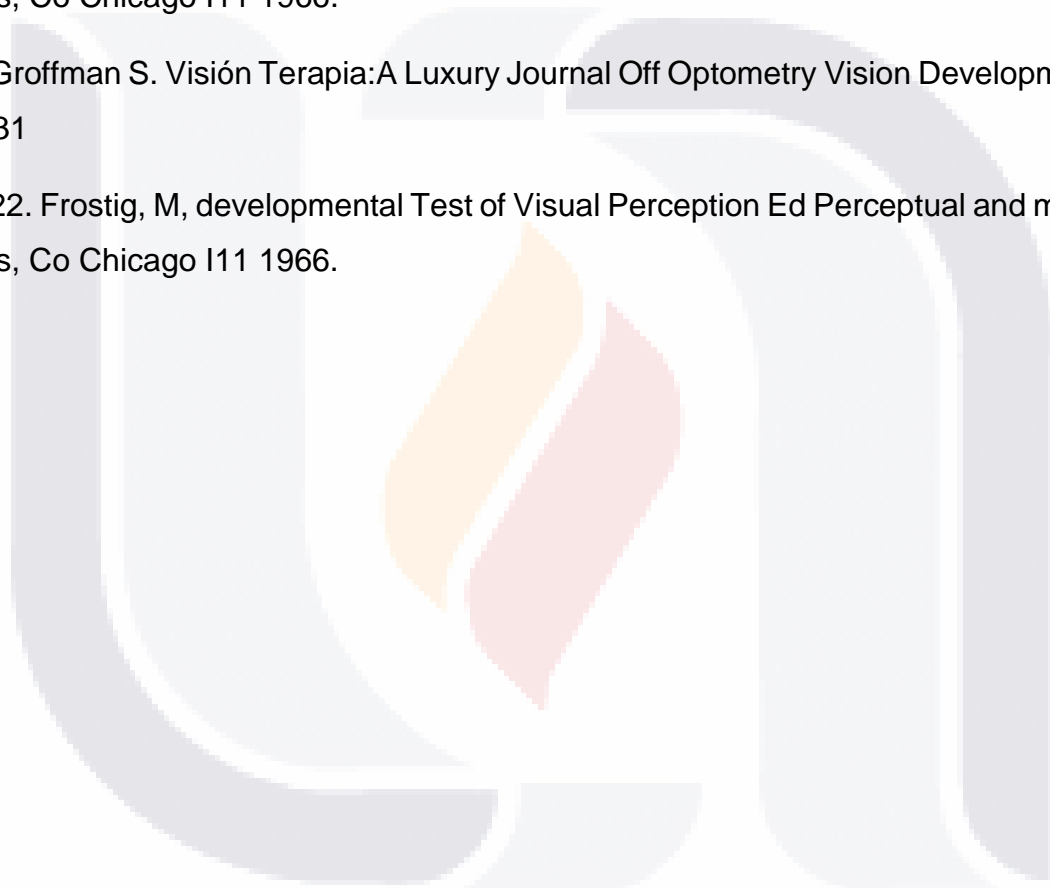 s, Co Chicago I11 1966.
Groffman S. Visión Terapia:A Luxury Journal Off Optometry Vision Developm
31
22. Frostig, M, developmental Test of Visual Perception Ed Perceptual and m
s, Co Chicago I11 1966.